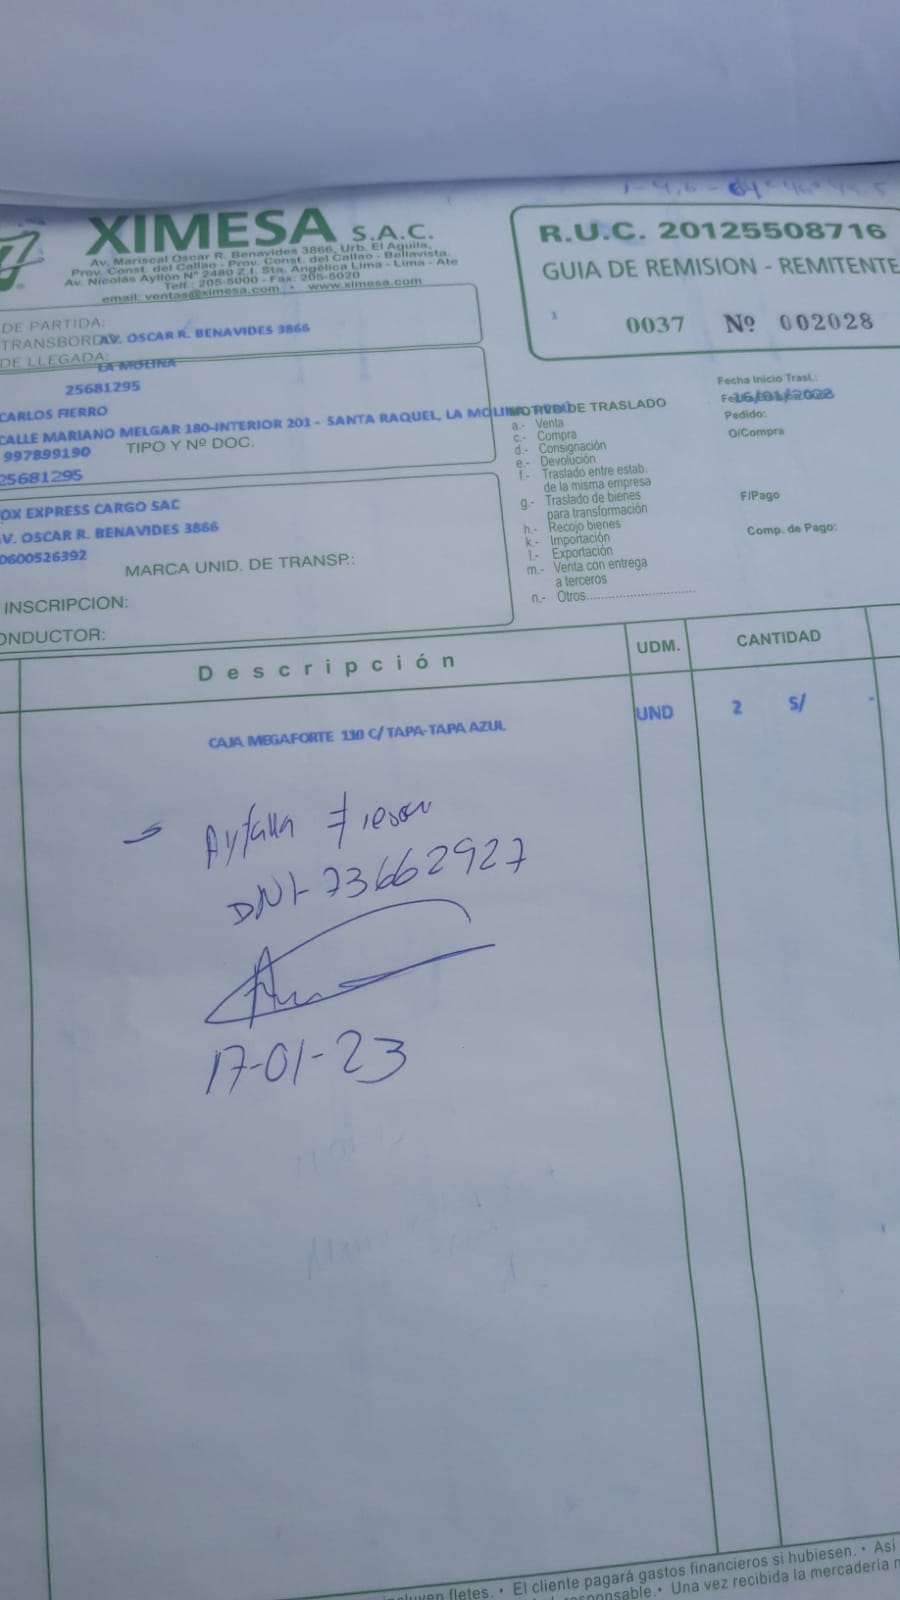 XIMESA S.A.C.
Av. Mariscal Oscar R. Benavides 3866, Urb. El Aguila,
Prov. Const. del Callao - Prov. Const. del Callao - Bellavista.
Av. Nicolás Ayllón N° 2480 Z.I. Sta. Angélica Lima - Lima - Ate
Telf.: 205-5000 - Fax: 205-5020
email: ventas@ximesa.com • www.ximesa.com
R.U.C. 20125508716
GUIA DE REMISION - REMITENTE
1
0037 Nº 002028
DE PARTIDA:
TRANSBORD AV. OSCAR R. BENAVIDES 3866
DE LLEGADA:
LA MOLINA
25681295
CARLOS FIERRO
CALLE MARIANO MELGAR 180-INTERIOR 201 - SANTA RAQUEL, LA MOLINA
997899190 TIPO Y Nº DOC.
25681295
OX EXPRESS CARGO SAC
V. OSCAR R. BENAVIDES 3866
0600526392
MARCA UNID. DE TRANSP.:
INSCRIPCION:
ONDUCTOR:
DE TRASLADO
a.- Venta
c.- Compra
d.- Consignación
e.- Devolución
f.- Traslado entre estab.
de la misma empresa
g.- Traslado de bienes
para transformación
h.- Recojo bienes
k.- Importación
l.- Exportación
m.- Venta con entrega
a terceros
n.- Otros
Fecha Inicio Trasl.:
Pedido:
O/Compra
F/Pago
Comp. de Pago:
Descripción UDM. CANTIDAD
CAJA MEGAFORTE 110 C/ TAPA-TAPA AZUL UND 2 S/ -
DNI-73662927
17-01-23
fletes. • El cliente pagará gastos financieros si hubiesen. • Así
Una vez recibida la mercadería